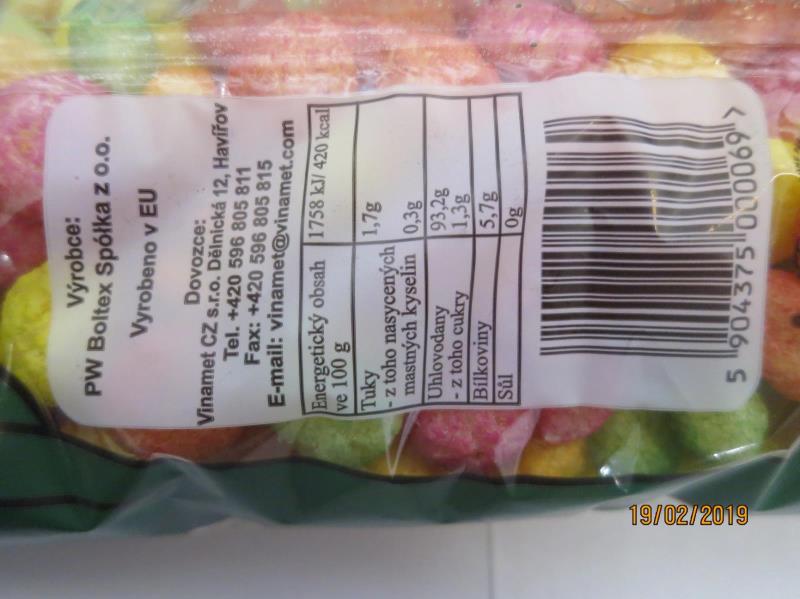 Výrobce:
PW Boltex Spółka z o.o.
Vyrobeno v EU
Dovozce:
Vinamet CZ s.r.o. Dělnická 12, Havířov
Tel. +420 596 805 811
Fax: +420 596 805 815
E-mail: vinamet@vinamet.com
Energetický obsah 1758 kJ/ 420 kcal
ve 100 g
Tuky 1,7g
- z toho nasycených
mastných kyselin 0,3g
Uhlovodany 93,2g
- z toho cukry 1,3g
Bílkoviny 5,7g
Sůl 0g
5 904375 000069 >
19/02/2019